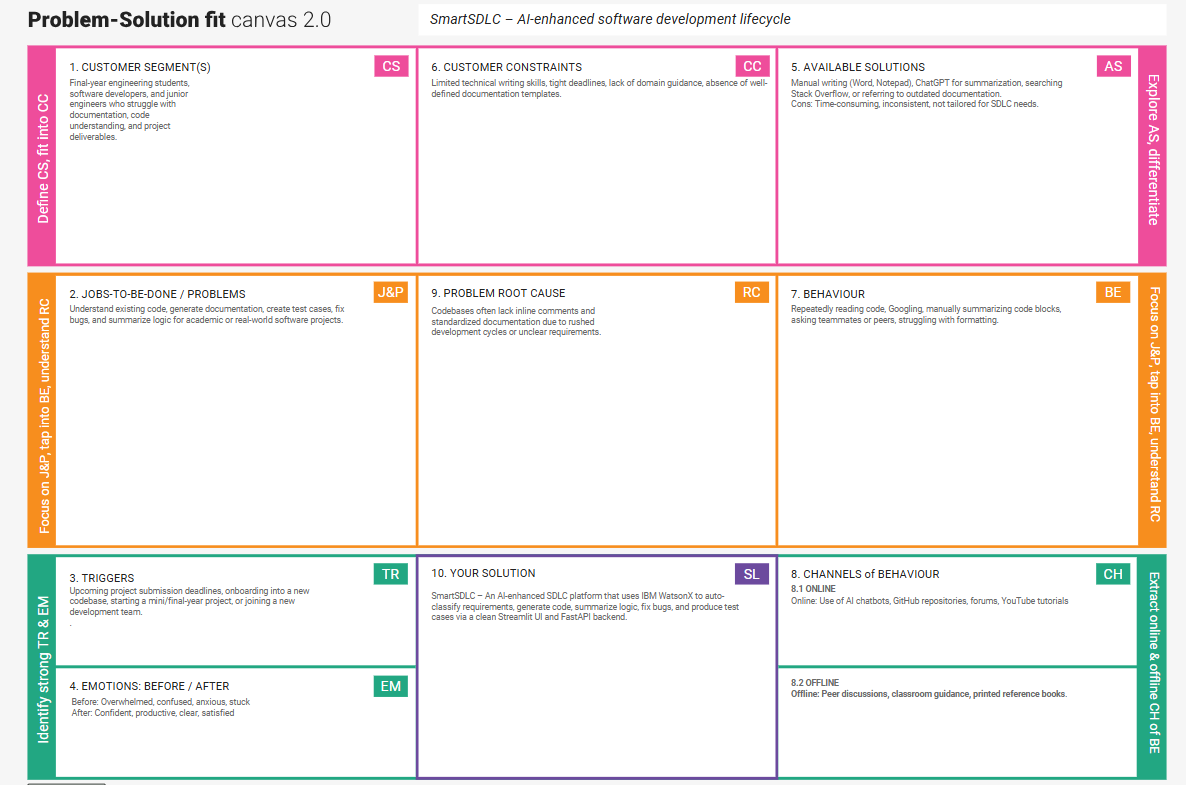 Problem-Solution fit canvas 2.0
SmartSDLC – AI-enhanced software development lifecycle
Define CS, fit into CC
1. CUSTOMER SEGMENT(S)
CS
Final-year engineering students,
software developers, and junior
engineers who struggle with
documentation, code
understanding, and project
deliverables.
6. CUSTOMER CONSTRAINTS
CC
Limited technical writing skills, tight deadlines, lack of domain guidance, absence of well-
defined documentation templates.
5. AVAILABLE SOLUTIONS
AS
Manual writing (Word, Notepad), ChatGPT for summarization, searching
Stack Overflow, or referring to outdated documentation.
Cons: Time-consuming, inconsistent, not tailored for SDLC needs.
Explore AS, differentiate
Focus on J&P, tap into BE, understand RC
2. JOBS-TO-BE-DONE / PROBLEMS
J&P
Understand existing code, generate documentation, create test cases, fix
bugs, and summarize logic for academic or real-world software projects.
9. PROBLEM ROOT CAUSE
RC
Codebases often lack inline comments and
standardized documentation due to rushed
development cycles or unclear requirements.
7. BEHAVIOUR
BE
Repeatedly reading code, Googling, manually summarizing code blocks,
asking teammates or peers, struggling with formatting.
Focus on J&P, tap into BE, understand RC
Identify strong TR & EM
3. TRIGGERS
TR
Upcoming project submission deadlines, onboarding into a new
codebase, starting a mini/final-year project, or joining a new
development team.
.
4. EMOTIONS: BEFORE / AFTER
EM
Before: Overwhelmed, confused, anxious, stuck
After: Confident, productive, clear, satisfied
10. YOUR SOLUTION
SL
SmartSDLC – An AI-enhanced SDLC platform that uses IBM WatsonX to auto-
classify requirements, generate code, summarize logic, fix bugs, and produce test
cases via a clean Streamlit UI and FastAPI backend.
8. CHANNELS of BEHAVIOUR
CH
8.1 ONLINE
Online: Use of AI chatbots, GitHub repositories, forums, YouTube tutorials
8.2 OFFLINE
Offline: Peer discussions, classroom guidance, printed reference books.
Extract online & offline CH of BE